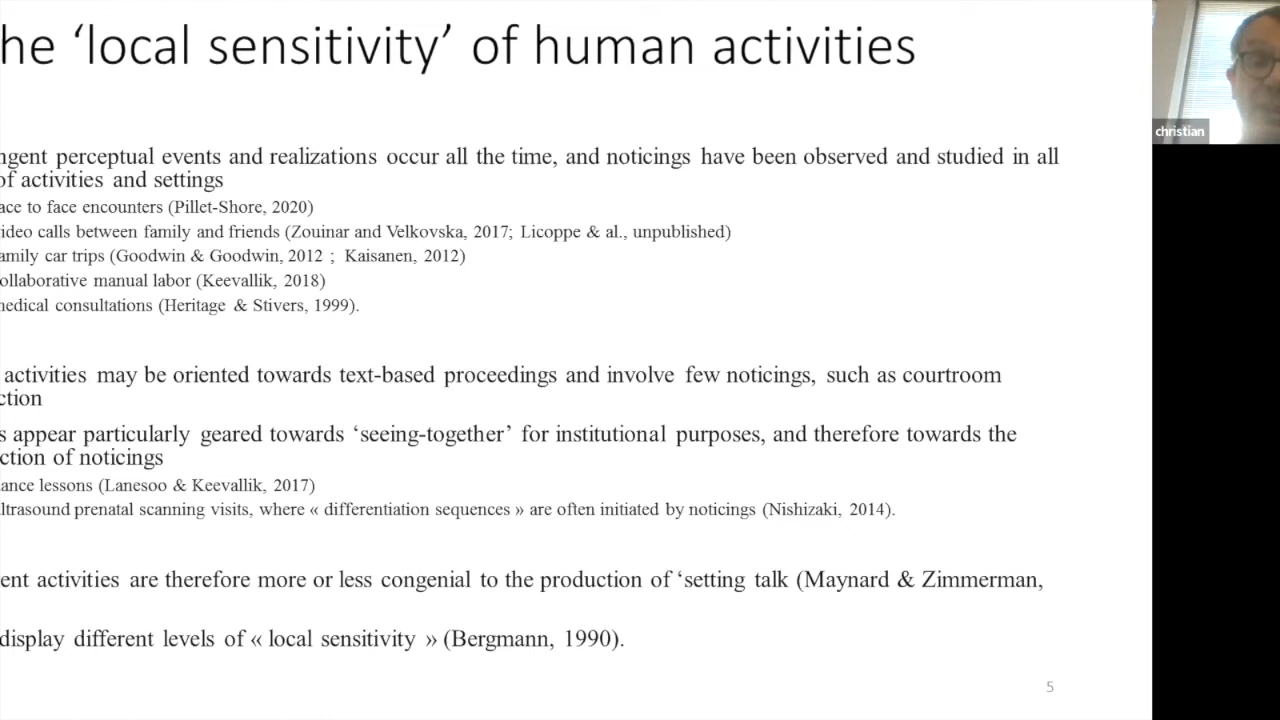 he ‘local sensitivity’ of human activities
christian
ngent perceptual events and realizations occur all the time, and noticings have been observed and studied in all
of activities and settings
ace to face encounters (Pillet-Shore, 2020)
video calls between family and friends (Zouinar and Velkovska, 2017; Licoppe & al., unpublished)
amily car trips (Goodwin & Goodwin, 2012 ; Kaisanen, 2012)
ollaborative manual labor (Keevallik, 2018)
medical consultations (Heritage & Stivers, 1999).
activities may be oriented towards text-based proceedings and involve few noticings, such as courtroom
ction
s appear particularly geared towards ‘seeing-together’ for institutional purposes, and therefore towards the
ction of noticings
ance lessons (Lanesoo & Keevallik, 2017)
ltrasound prenatal scanning visits, where « differentiation sequences » are often initiated by noticings (Nishizaki, 2014).
ent activities are therefore more or less congenial to the production of ‘setting talk (Maynard & Zimmerman,
display different levels of « local sensitivity » (Bergmann, 1990).
5